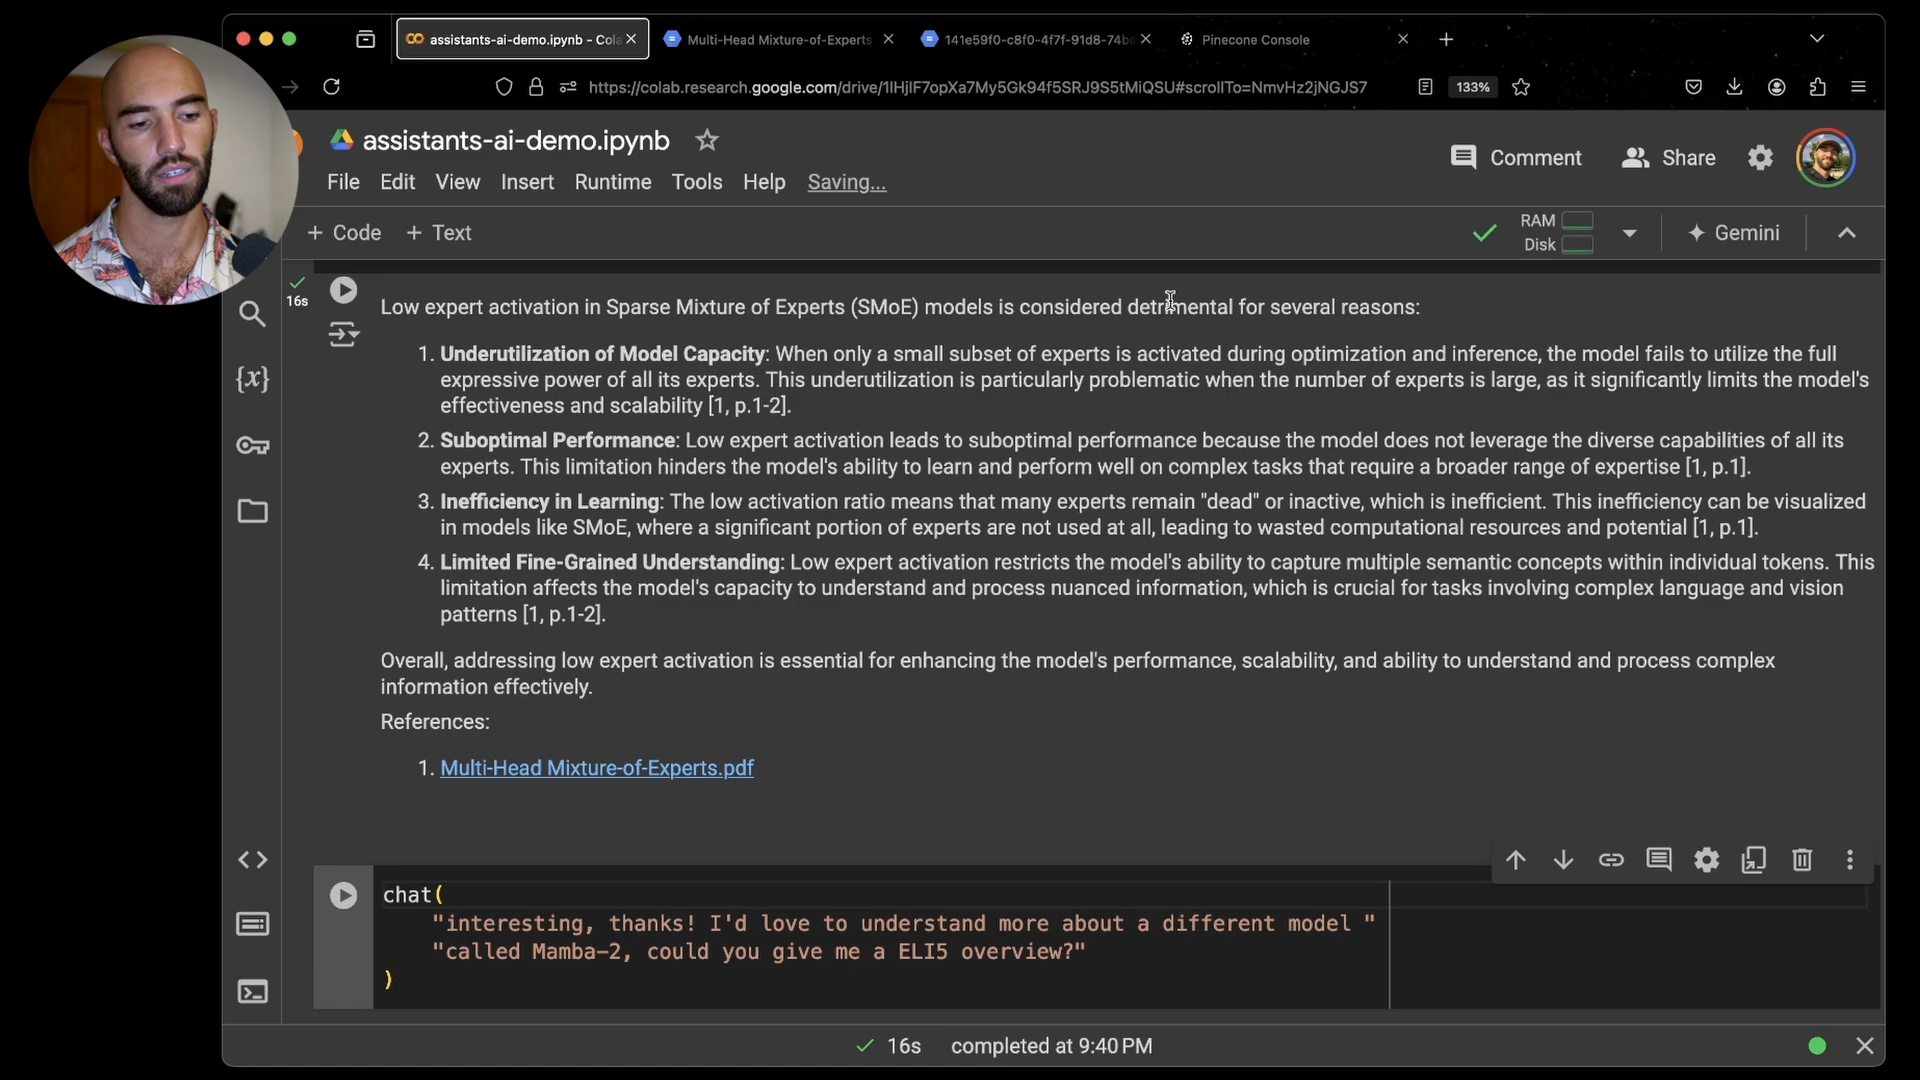 assistants-ai-demo.ipynb - Cola
Multi-Head Mixture-of-Experts
141e59f0-c8f0-4f7f-91d8-74be
Pinecone Console
https://colab.research.google.com/drive/1IHjIF7opXa7My5Gk94f5SRJ9S5tMiQSU#scrollTo=NmvHz2jNGJS7
133%
assistants-ai-demo.ipynb
Comment
Share
File Edit View Insert Runtime Tools Help Saving...
+ Code + Text
RAM
Disk
Gemini
16s
Low expert activation in Sparse Mixture of Experts (SMoE) models is considered detrimental for several reasons:
1. Underutilization of Model Capacity: When only a small subset of experts is activated during optimization and inference, the model fails to utilize the full
expressive power of all its experts. This underutilization is particularly problematic when the number of experts is large, as it significantly limits the model's
effectiveness and scalability [1, p.1-2].
2. Suboptimal Performance: Low expert activation leads to suboptimal performance because the model does not leverage the diverse capabilities of all its
experts. This limitation hinders the model's ability to learn and perform well on complex tasks that require a broader range of expertise [1, p.1].
3. Inefficiency in Learning: The low activation ratio means that many experts remain "dead" or inactive, which is inefficient. This inefficiency can be visualized
in models like SMoE, where a significant portion of experts are not used at all, leading to wasted computational resources and potential [1, p.1].
4. Limited Fine-Grained Understanding: Low expert activation restricts the model's ability to capture multiple semantic concepts within individual tokens. This
limitation affects the model's capacity to understand and process nuanced information, which is crucial for tasks involving complex language and vision
patterns [1, p.1-2].
Overall, addressing low expert activation is essential for enhancing the model's performance, scalability, and ability to understand and process complex
information effectively.
References:
1. Multi-Head Mixture-of-Experts.pdf
chat(
"interesting, thanks! I'd love to understand more about a different model "
"called Mamba-2, could you give me a ELI5 overview?"
)
16s completed at 9:40 PM